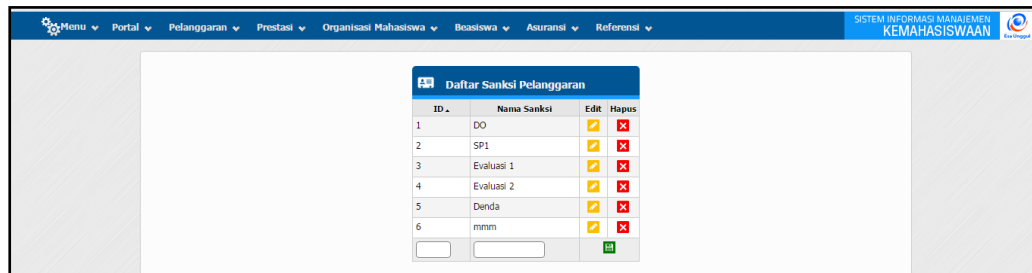 Menu Portal Pelanggaran Prestasi Organisasi Mahasiswa Beasiswa Asuransi Referensi
SISTEM INFORMASI MANAJEMEN
KEMAHASISWAAN
Esa Unggul
Daftar Sanksi Pelanggaran
ID Nama Sanksi Edit Hapus
1 DO
2 SP1
3 Evaluasi 1
4 Evaluasi 2
5 Denda
6 mmm